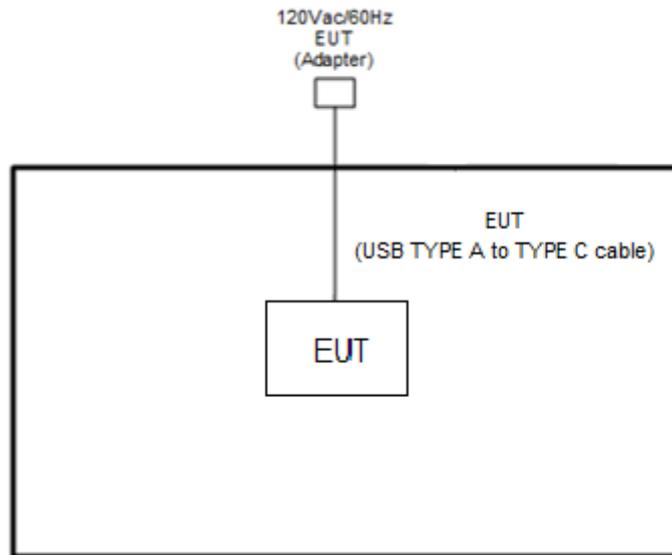 120Vac/60Hz
EUT
(Adapter)
EUT
(USB TYPE A to TYPE C cable)
EUT